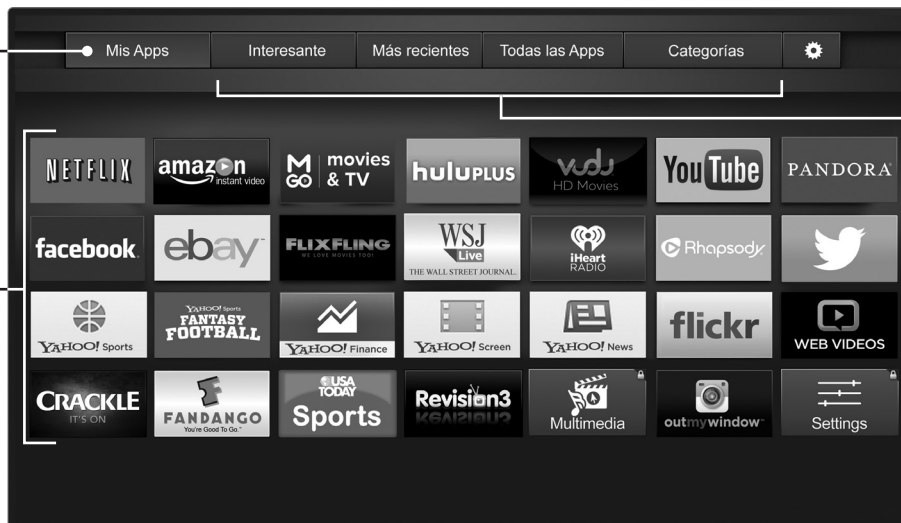 Mis Apps
Interesante
Más recientes
Todas las Apps
Categorías
NETFLIX
amazon
instant video
M GO
movies & TV
huluPLUS
vudu
HD Movies
YouTube
PANDORA
facebook
ebay
FLIXFLING
WE LOVE MOVIES TOO!
WSJ
Live
THE WALL STREET JOURNAL.
iHeart
RADIO
Rhapsody
YAHOO! Sports
YAHOO! Sports
FANTASY
FOOTBALL
YAHOO! Finance
YAHOO! Screen
YAHOO! News
flickr
WEB VIDEOS
CRACKLE
IT'S ON
FANDANGO
You're Good To Go.™
USA
TODAY
Sports
Revision3
Multimedia
outmywindow
Settings